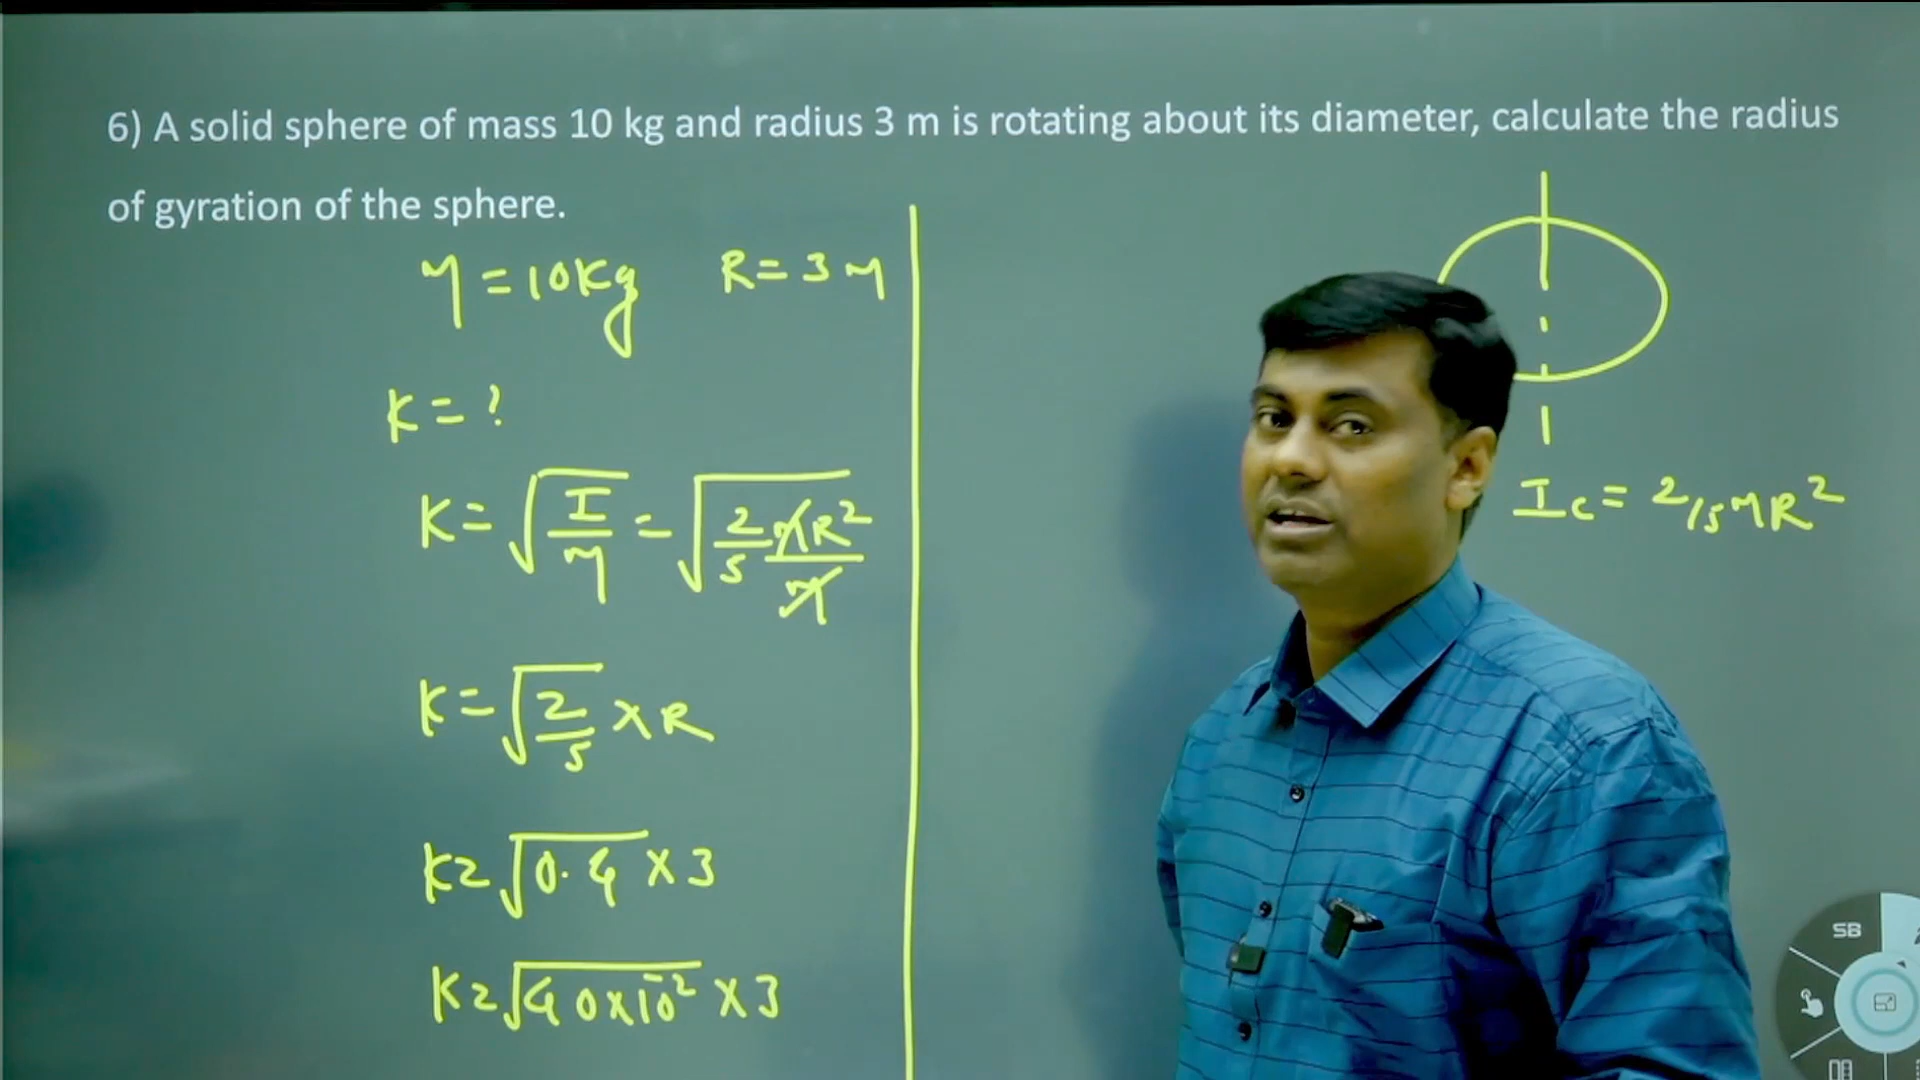 6) A solid sphere of mass 10 kg and radius 3 m is rotating about its diameter, calculate the radius
of gyration of the sphere.
M = 10Kg R = 3 M
K = ?
K = √(I/M) = √(2/5 MR²/M)
K = √(2/5) × R
K = √0.4 × 3
K = √40×10⁻² × 3
Ic = 2/5 MR²
SB